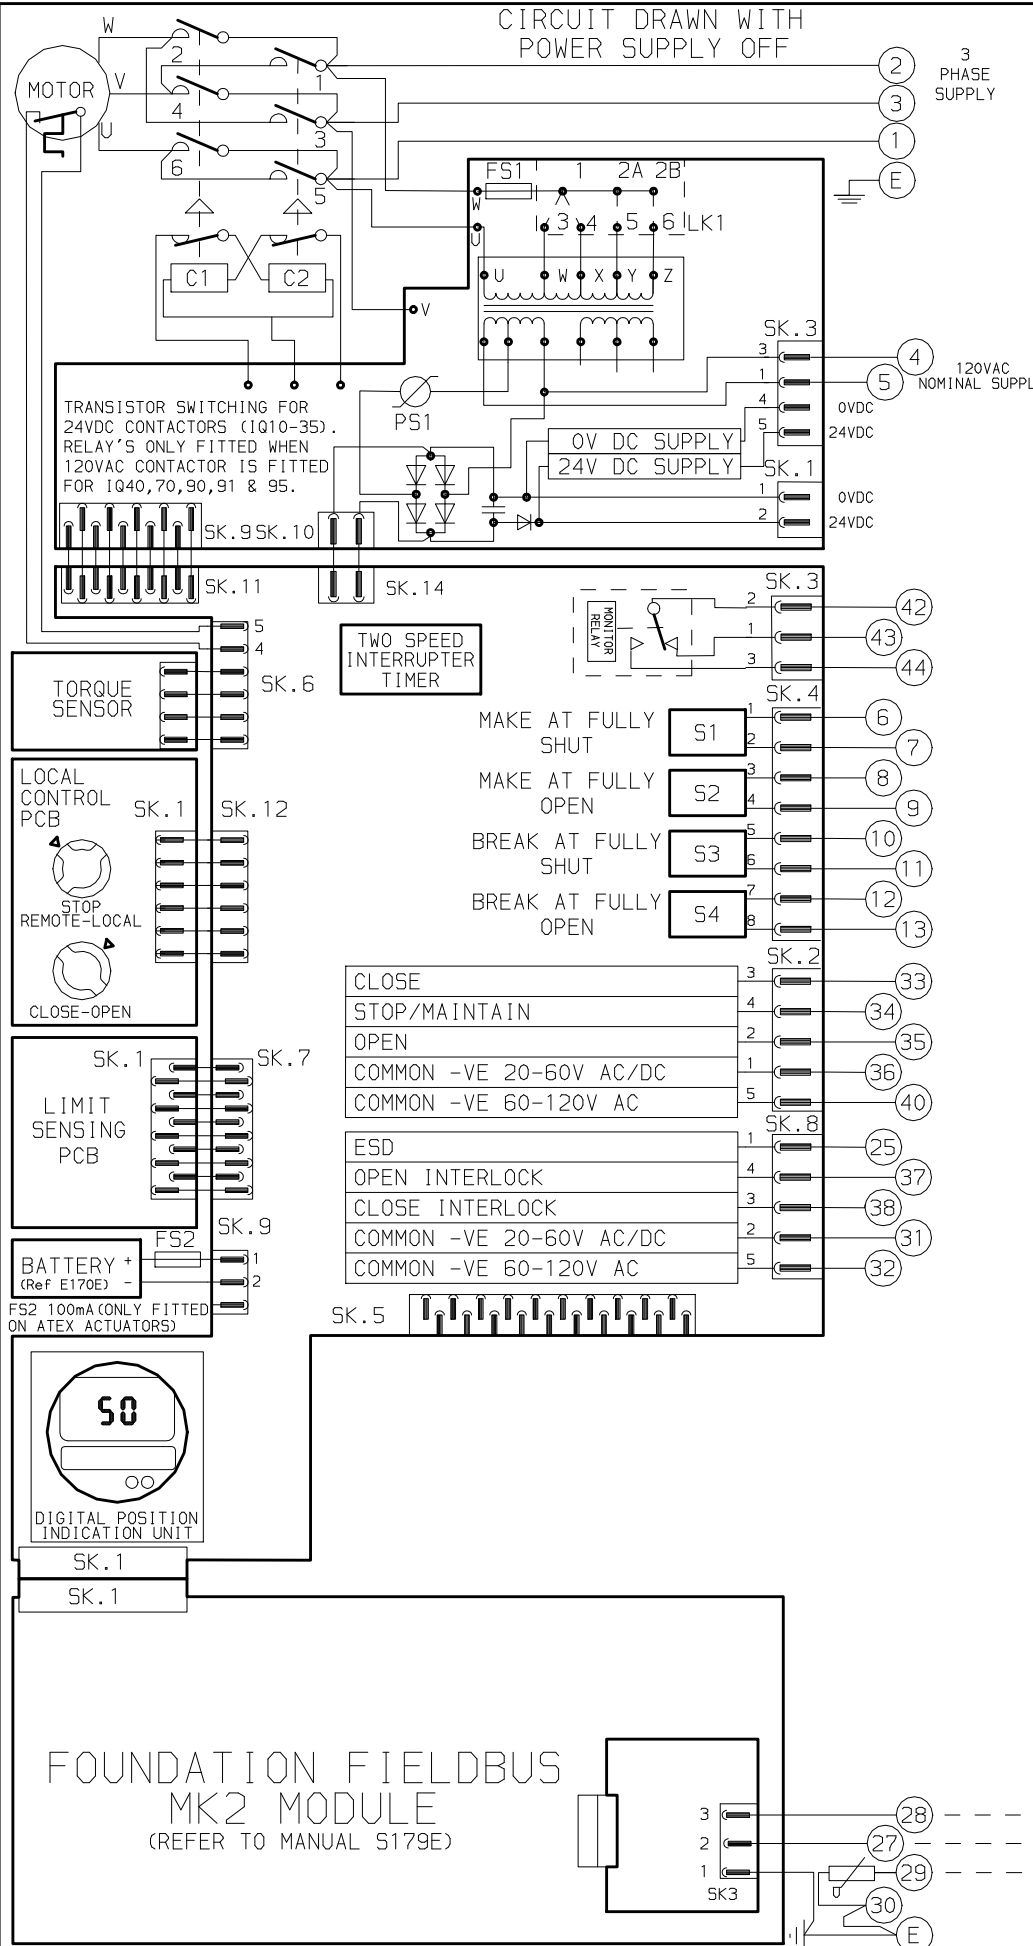 CIRCUIT DRAWN WITH
POWER SUPPLY OFF
W
V
U
MOTOR
2
1
4
3
6
5
2
3
1
E
3
PHASE
SUPPLY
C1
C2
FS1
1
2A
2B
W
U
3
4
5
6
LK1
U
W
X
Y
Z
V
PS1
TRANSISTOR SWITCHING FOR
24VDC CONTACTORS (IQ10-35).
RELAY'S ONLY FITTED WHEN
120VAC CONTACTOR IS FITTED
FOR IQ40,70,90,91 & 95.
SK.3
3
4
1
5
4
0VDC
5
24VDC
120VAC
NOMINAL SUPPL
0V DC SUPPLY
24V DC SUPPLY
SK.1
1
0VDC
2
24VDC
SK.9
SK.10
SK.11
SK.14
5
4
SK.6
TORQUE
SENSOR
TWO SPEED
INTERRUPTER
TIMER
MONITOR
RELAY
SK.3
2
42
1
43
3
44
SK.4
MAKE AT FULLY
SHUT
S1
1
6
2
7
MAKE AT FULLY
OPEN
S2
3
8
4
9
BREAK AT FULLY
SHUT
S3
5
10
6
11
BREAK AT FULLY
OPEN
S4
7
12
8
13
LOCAL
CONTROL
PCB
SK.1
SK.12
STOP
REMOTE-LOCAL
CLOSE-OPEN
SK.2
CLOSE
3
33
STOP/MAINTAIN
4
34
OPEN
2
35
COMMON -VE 20-60V AC/DC
1
36
COMMON -VE 60-120V AC
5
40
SK.1
SK.7
LIMIT
SENSING
PCB
SK.8
ESD
1
25
OPEN INTERLOCK
4
37
CLOSE INTERLOCK
3
38
COMMON -VE 20-60V AC/DC
2
31
COMMON -VE 60-120V AC
5
32
SK.9
FS2
BATTERY +
(Ref E170E) -
1
2
FS2 100mA(ONLY FITTED
ON ATEX ACTUATORS)
SK.5
50
DIGITAL POSITION
INDICATION UNIT
SK.1
SK.1
FOUNDATION FIELDBUS
MK2 MODULE
(REFER TO MANUAL S179E)
3
28
2
27
1
29
SK3
U
30
E